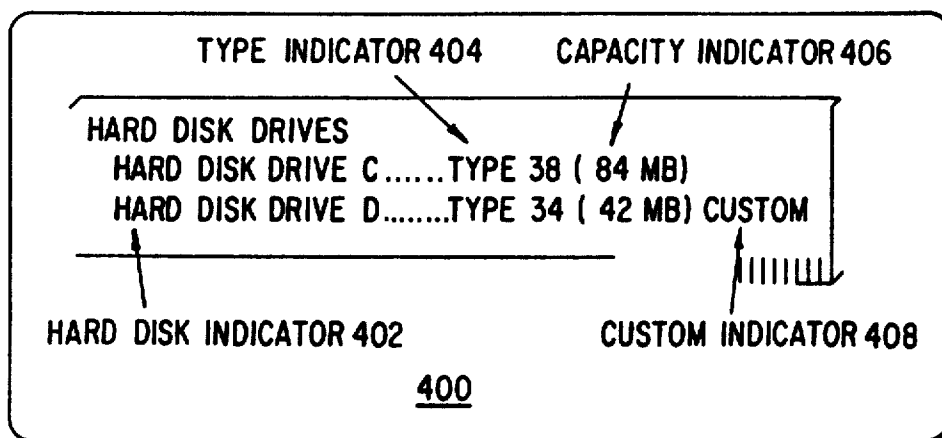 TYPE INDICATOR 404 CAPACITY INDICATOR 406
HARD DISK DRIVES
HARD DISK DRIVE C......TYPE 38 ( 84 MB)
HARD DISK DRIVE D........TYPE 34 ( 42 MB) CUSTOM
HARD DISK INDICATOR 402 CUSTOM INDICATOR 408
400